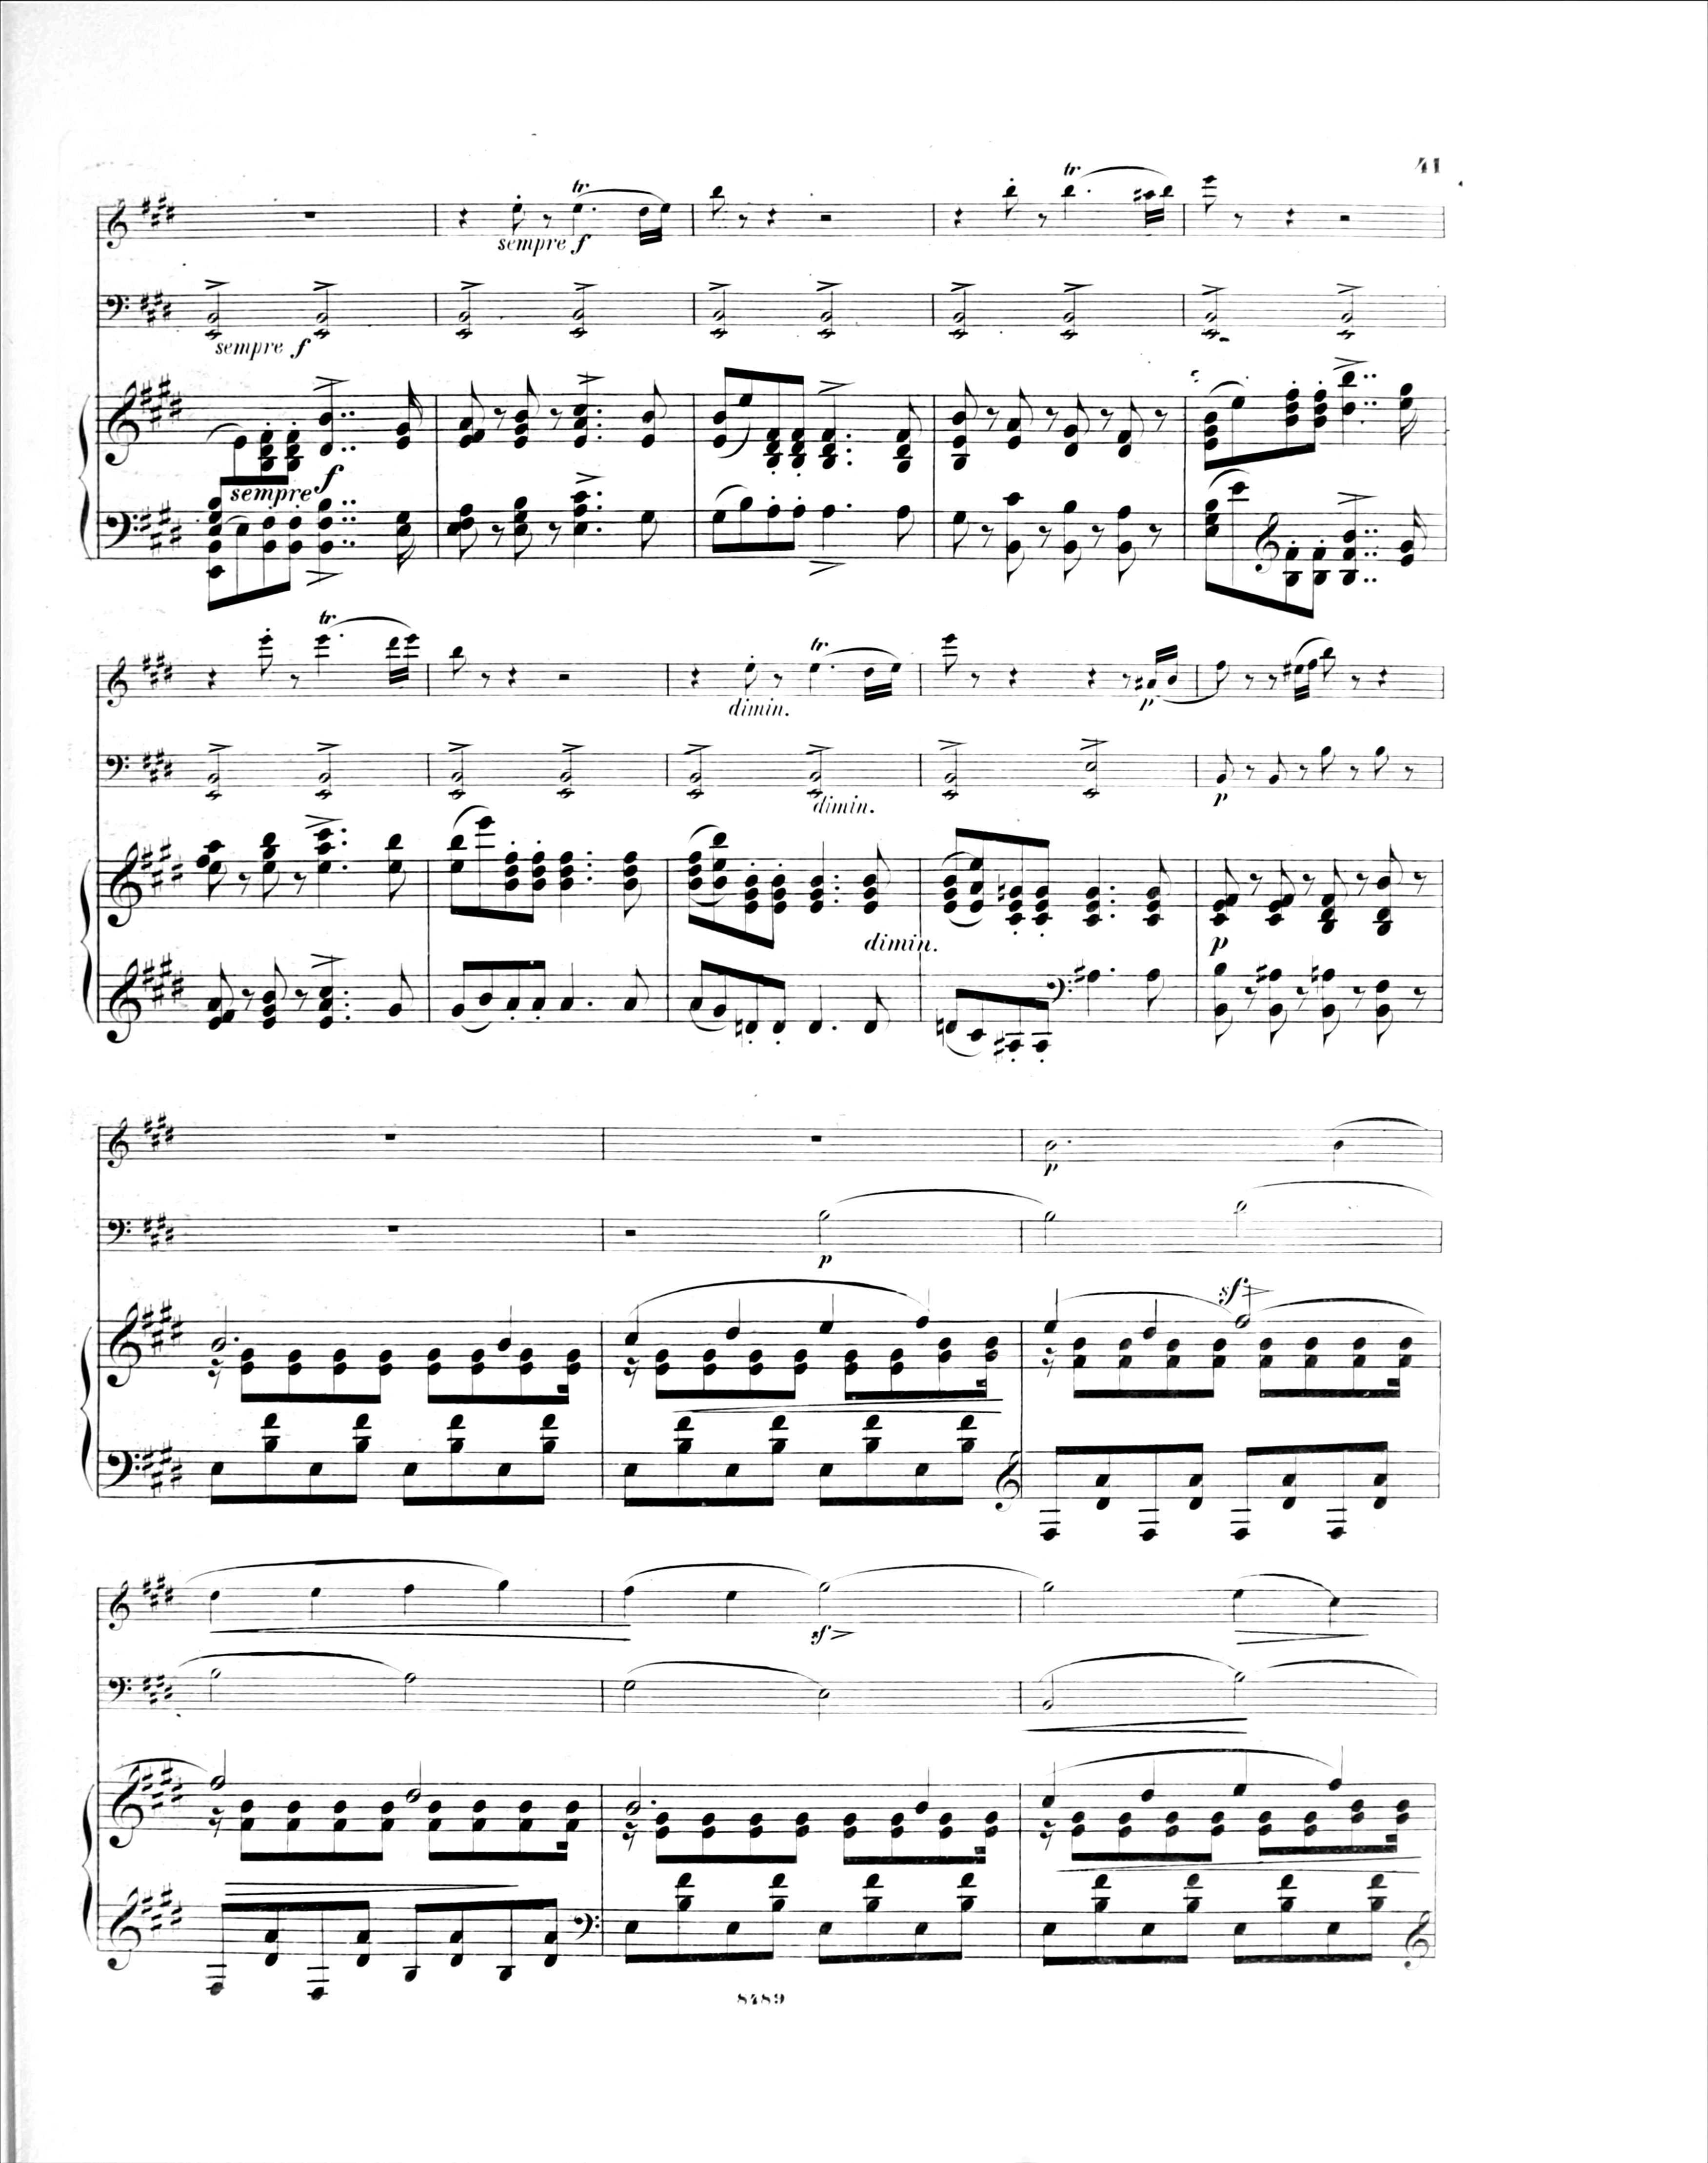 41
tr.
tr.
sempre f
sempre f
sempre f
tr.
tr.
dimin.
p
dimin.
p
dimin.
p
p
p
sf
sf
8489